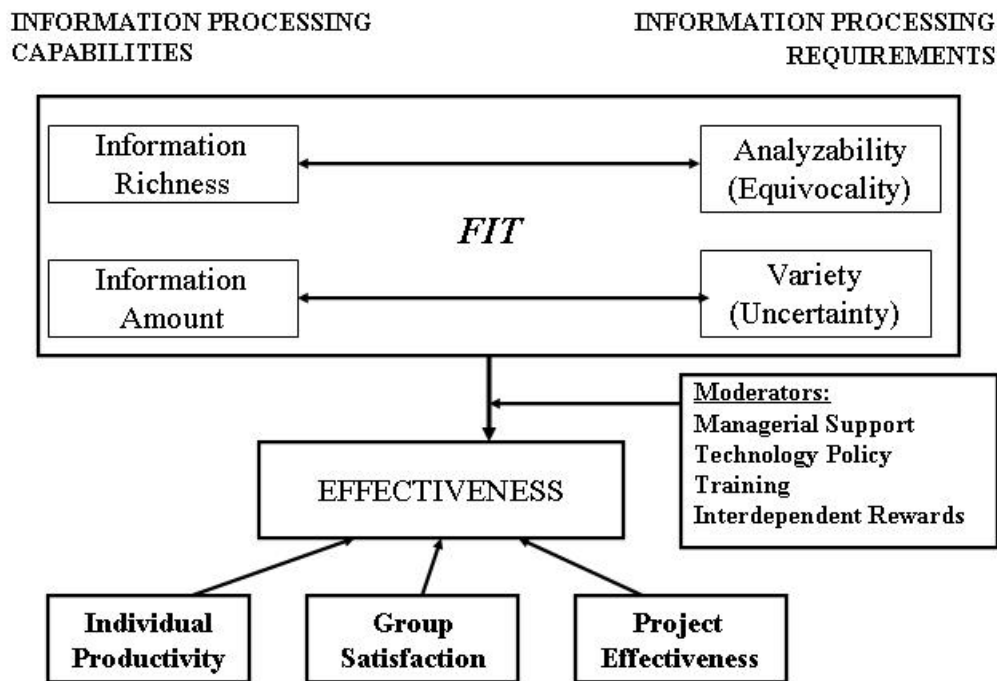 INFORMATION PROCESSING
CAPABILITIES
INFORMATION PROCESSING
REQUIREMENTS
Information
Richness
Analyzability
(Equivocality)
FIT
Information
Amount
Variety
(Uncertainty)
Moderators:
Managerial Support
Technology Policy
Training
Interdependent Rewards
EFFECTIVENESS
Individual
Productivity
Group
Satisfaction
Project
Effectiveness